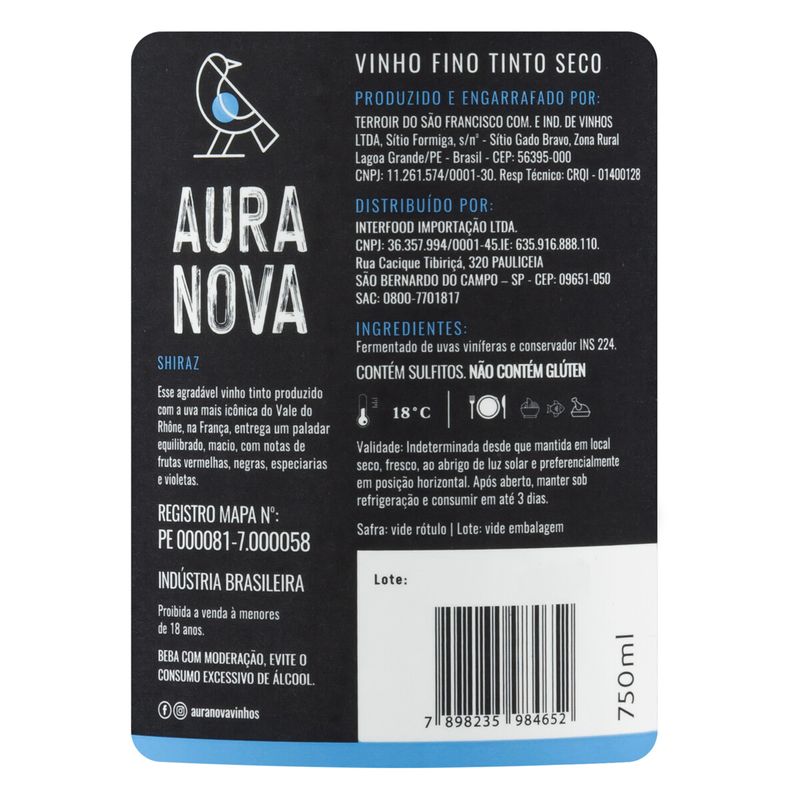 AURA
NOVA
SHIRAZ
Esse agradável vinho tinto produzido
com a uva mais icônica do Vale do
Rhône, na França, entrega um paladar
equilibrado, macio, com notas de
frutas vermelhas, negras, especiarias
e violetas.
REGISTRO MAPA Nº:
PE 000081-7.000058
INDÚSTRIA BRASILEIRA
Proibida a venda à menores
de 18 anos.
BEBA COM MODERAÇÃO, EVITE O
CONSUMO EXCESSIVO DE ÁLCOOL.
auranovavinhos
VINHO FINO TINTO SECO
PRODUZIDO E ENGARRAFADO POR:
TERROIR DO SÃO FRANCISCO COM. E IND. DE VINHOS
LTDA, Sítio Formiga, s/nº - Sítio Gado Bravo, Zona Rural
Lagoa Grande/PE - Brasil - CEP: 56395-000
CNPJ: 11.261.574/0001-30. Resp Técnico: CRQI - 01400128
DISTRIBUÍDO POR:
INTERFOOD IMPORTAÇÃO LTDA.
CNPJ: 36.357.994/0001-45.IE: 635.916.888.110.
Rua Cacique Tibiriçá, 320 PAULICEIA
SÃO BERNARDO DO CAMPO – SP - CEP: 09651-050
SAC: 0800-7701817
INGREDIENTES:
Fermentado de uvas viníferas e conservador INS 224.
CONTÉM SULFITOS. NÃO CONTÉM GLÚTEN
18°C
Validade: Indeterminada desde que mantida em local
seco, fresco, ao abrigo de luz solar e preferencialmente
em posição horizontal. Após aberto, manter sob
refrigeração e consumir em até 3 dias.
Safra: vide rótulo | Lote: vide embalagem
Lote:
7 898235 984652
750ml